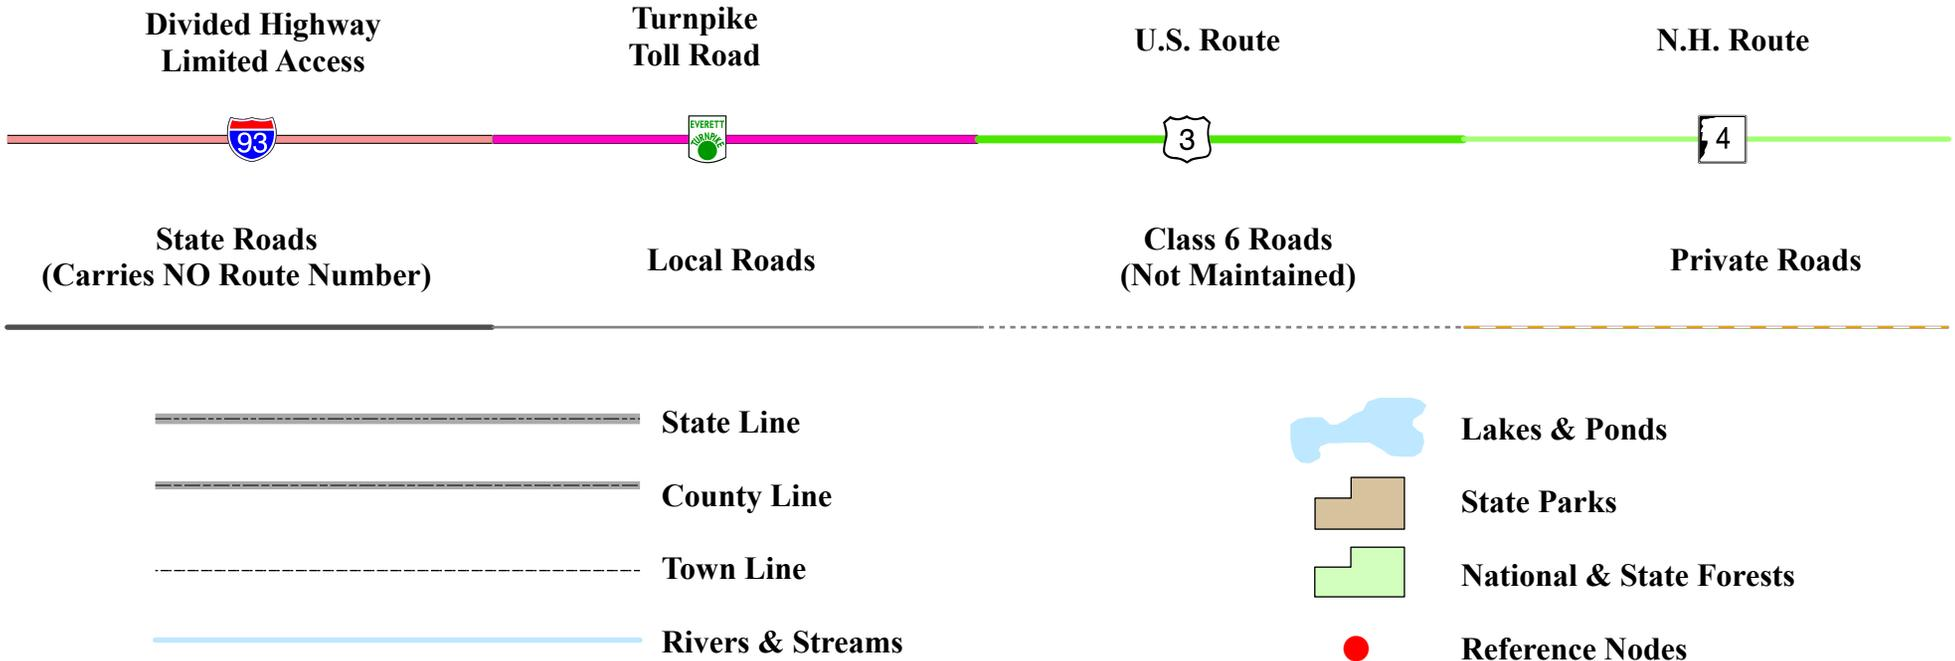 Divided Highway
Limited Access
Turnpike
Toll Road
U.S. Route
N.H. Route
93
EVERETT
TURNPIKE
3
4
State Roads
(Carries NO Route Number)
Local Roads
Class 6 Roads
(Not Maintained)
Private Roads
State Line
County Line
Town Line
Rivers & Streams
Lakes & Ponds
State Parks
National & State Forests
Reference Nodes